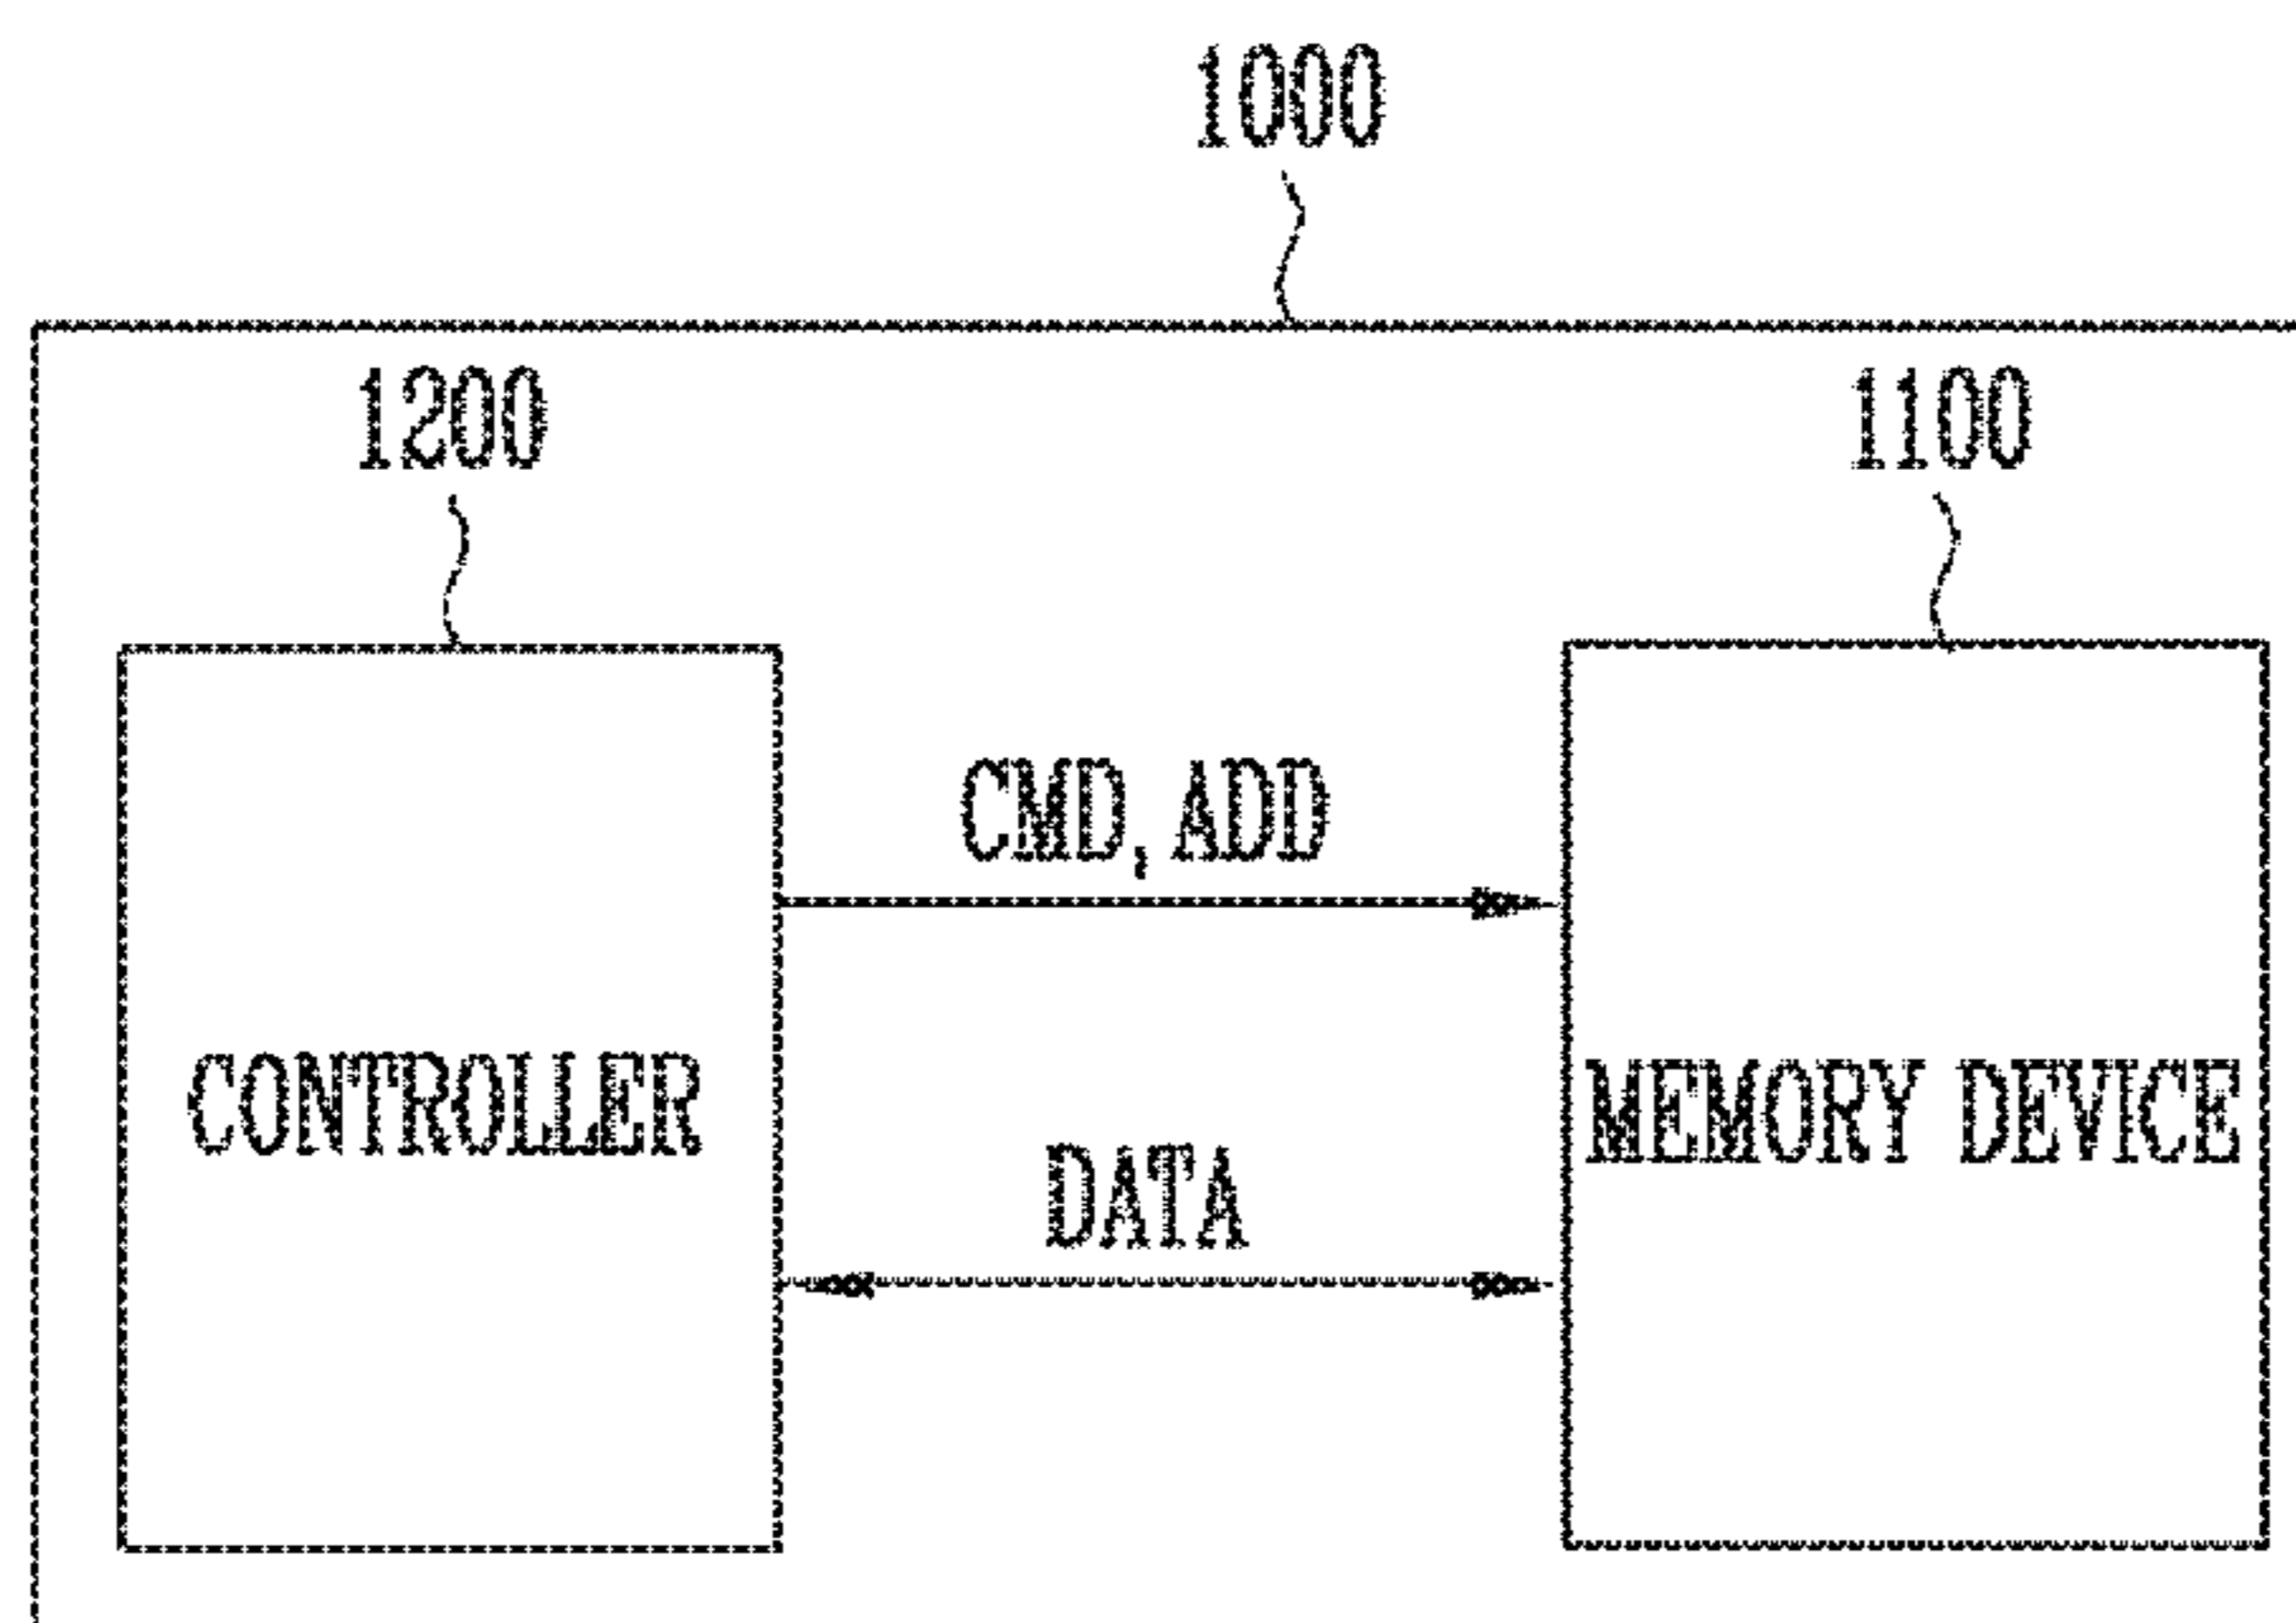 1000
1200
1100
CMD, ADD
CONTROLLER
MEMORY DEVICE
DATA